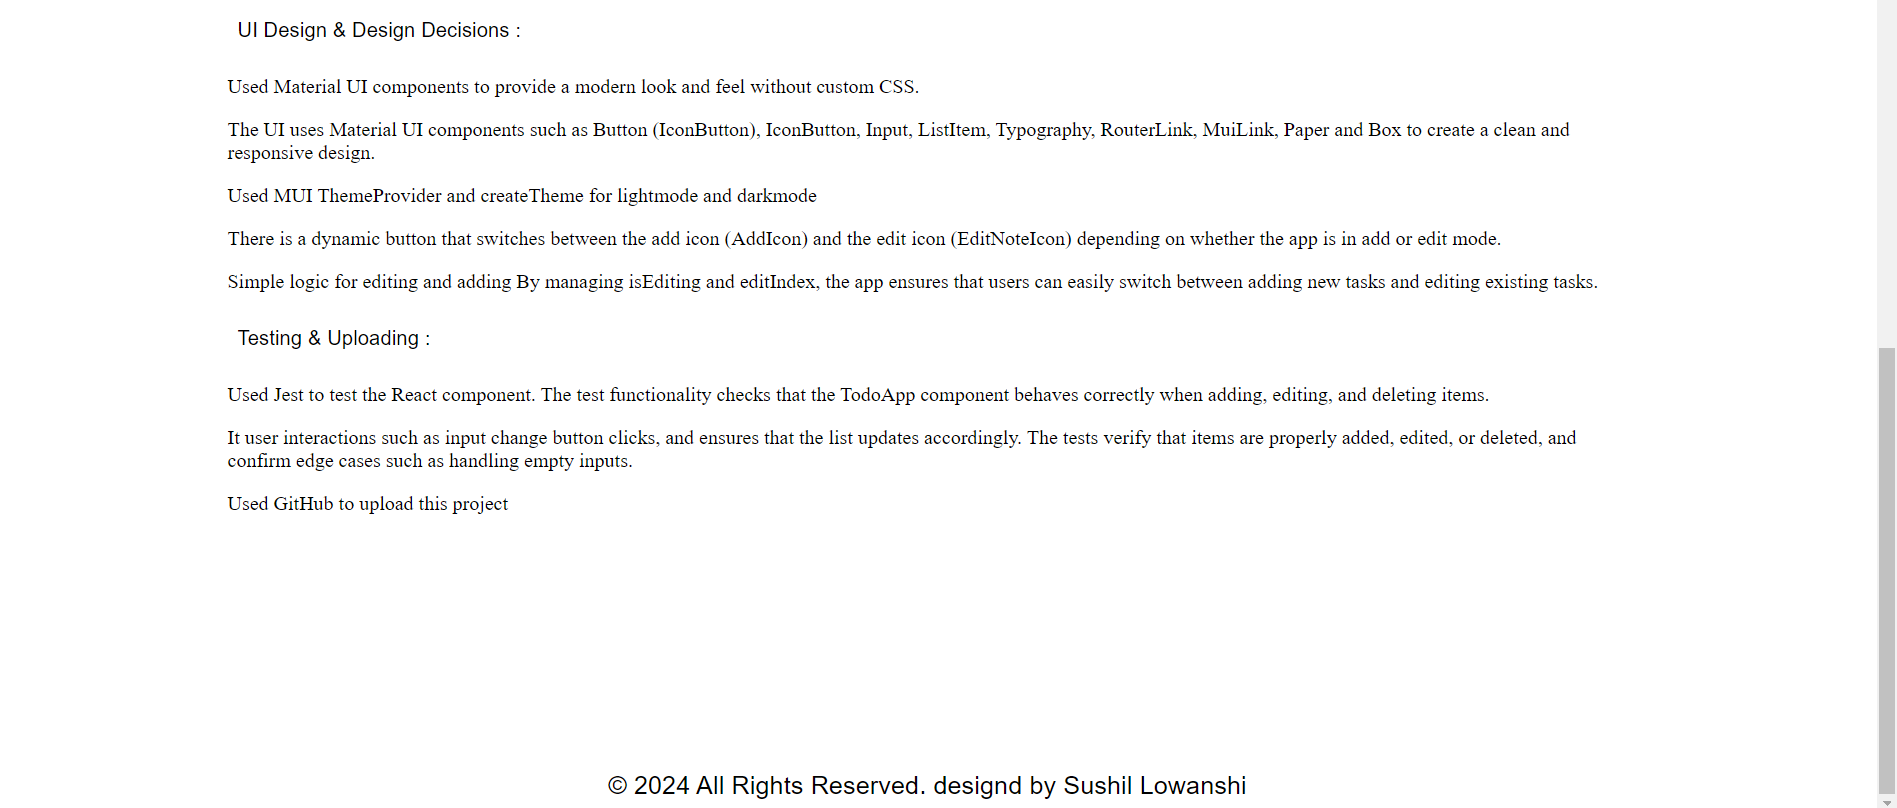 UI Design & Design Decisions :
Used Material UI components to provide a modern look and feel without custom CSS.
The UI uses Material UI components such as Button (IconButton), IconButton, Input, ListItem, Typography, RouterLink, MuiLink, Paper and Box to create a clean and
responsive design.
Used MUI ThemeProvider and createTheme for lightmode and darkmode
There is a dynamic button that switches between the add icon (AddIcon) and the edit icon (EditNoteIcon) depending on whether the app is in add or edit mode.
Simple logic for editing and adding By managing isEditing and editIndex, the app ensures that users can easily switch between adding new tasks and editing existing tasks.
Testing & Uploading :
Used Jest to test the React component. The test functionality checks that the TodoApp component behaves correctly when adding, editing, and deleting items.
It user interactions such as input change button clicks, and ensures that the list updates accordingly. The tests verify that items are properly added, edited, or deleted, and
confirm edge cases such as handling empty inputs.
Used GitHub to upload this project
© 2024 All Rights Reserved. designd by Sushil Lowanshi